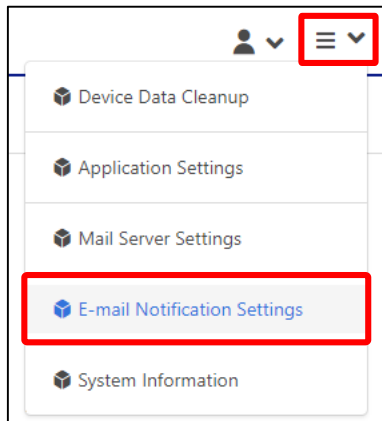 Device Data Cleanup
Application Settings
Mail Server Settings
E-mail Notification Settings
System Information